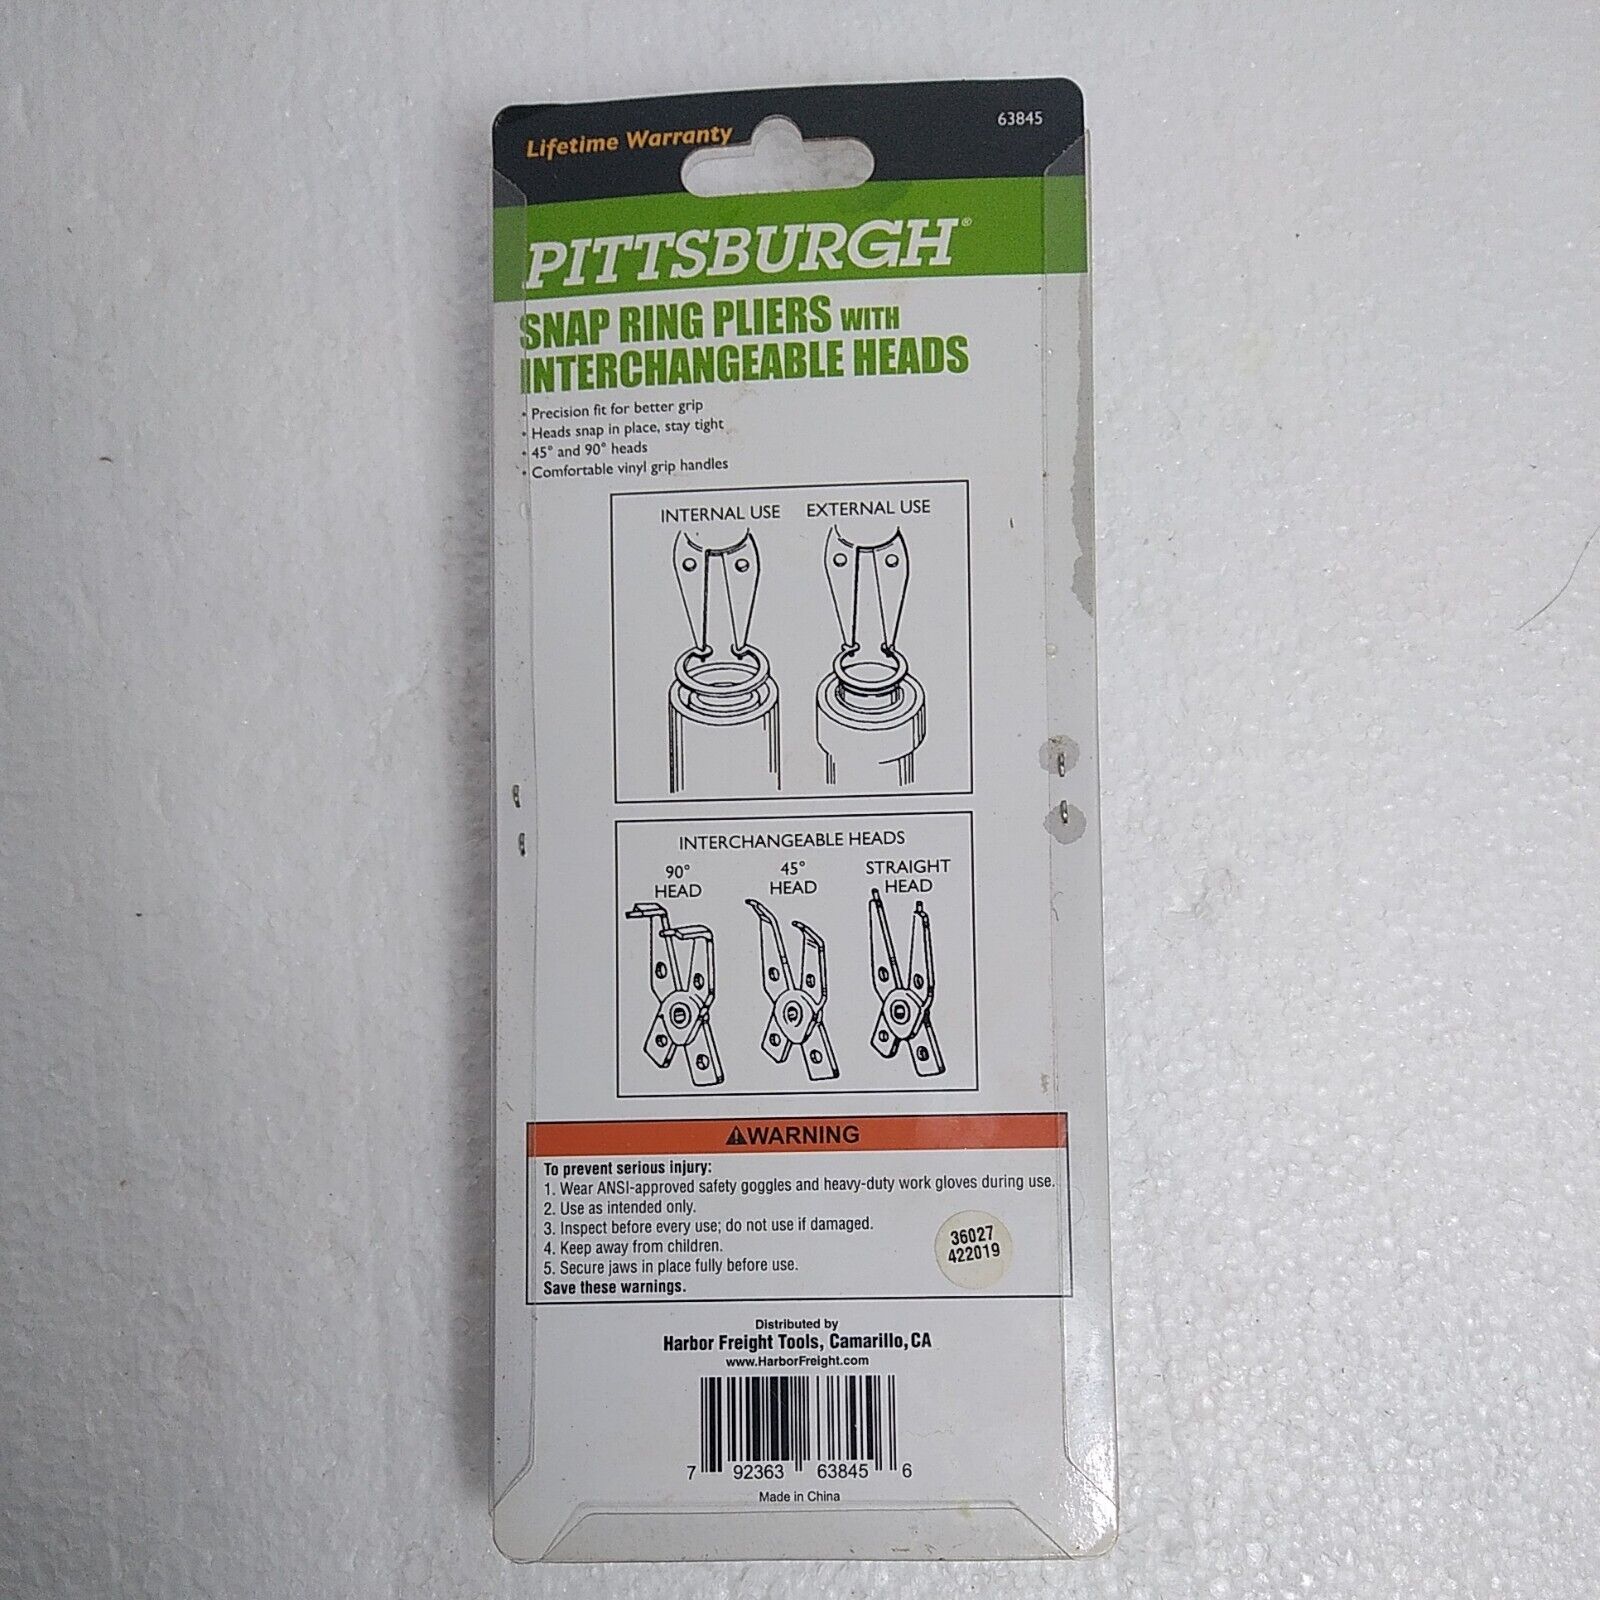 Lifetime Warranty
63845
PITTSBURGH®
SNAP RING PLIERS WITH
INTERCHANGEABLE HEADS
• Precision fit for better grip
• Heads snap in place, stay tight
• 45° and 90° heads
• Comfortable vinyl grip handles
INTERNAL USE
EXTERNAL USE
INTERCHANGEABLE HEADS
90°
HEAD
45°
HEAD
STRAIGHT
HEAD
⚠WARNING
To prevent serious injury:
1. Wear ANSI-approved safety goggles and heavy-duty work gloves during use.
2. Use as intended only.
3. Inspect before every use; do not use if damaged.
4. Keep away from children.
5. Secure jaws in place fully before use.
Save these warnings.
36027
422019
Distributed by
Harbor Freight Tools, Camarillo, CA
www.HarborFreight.com
7 92363 63845 6
Made in China